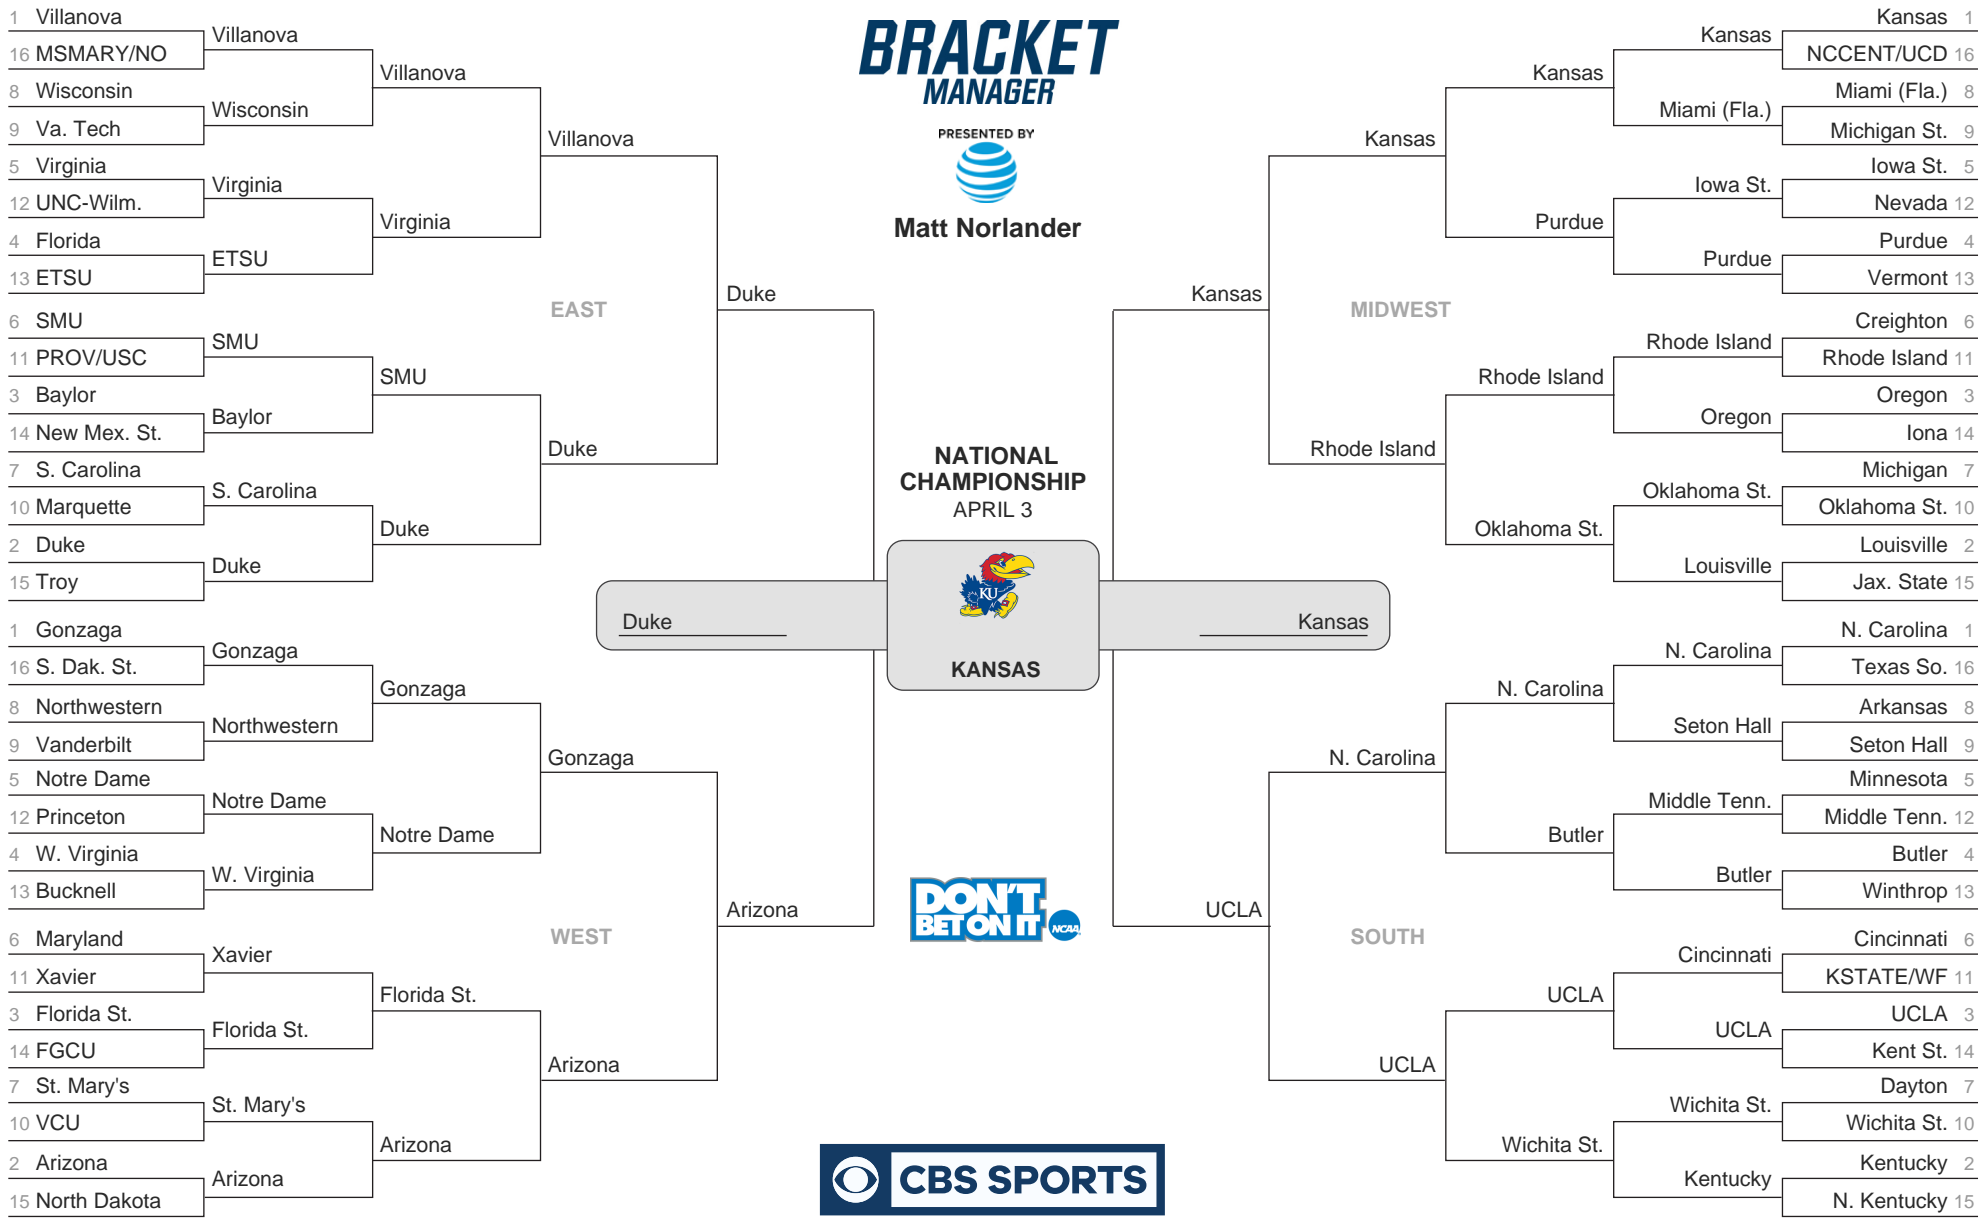 BRACKET
MANAGER
PRESENTED BY
Matt Norlander
1 Villanova
16 MSMARY/NO
8 Wisconsin
9 Va. Tech
5 Virginia
12 UNC-Wilm.
4 Florida
13 ETSU
6 SMU
11 PROV/USC
3 Baylor
14 New Mex. St.
7 S. Carolina
10 Marquette
2 Duke
15 Troy
Villanova
Wisconsin
Virginia
ETSU
SMU
Baylor
S. Carolina
Duke
Villanova
Virginia
SMU
Duke
Villanova
Duke
EAST
Duke
1 Gonzaga
16 S. Dak. St.
8 Northwestern
9 Vanderbilt
5 Notre Dame
12 Princeton
4 W. Virginia
13 Bucknell
6 Maryland
11 Xavier
3 Florida St.
14 FGCU
7 St. Mary's
10 VCU
2 Arizona
15 North Dakota
Gonzaga
Northwestern
Notre Dame
W. Virginia
Xavier
Florida St.
St. Mary's
Arizona
Gonzaga
Notre Dame
Florida St.
Arizona
Gonzaga
Arizona
WEST
Arizona
NATIONAL
CHAMPIONSHIP
APRIL 3
KU
Duke
KANSAS
Kansas
DON'T
BET ON IT
NCAA
CBS SPORTS
Kansas 1
NCCENT/UCD 16
Miami (Fla.) 8
Michigan St. 9
Iowa St. 5
Nevada 12
Purdue 4
Vermont 13
Creighton 6
Rhode Island 11
Oregon 3
Iona 14
Michigan 7
Oklahoma St. 10
Louisville 2
Jax. State 15
Kansas
Miami (Fla.)
Iowa St.
Purdue
Rhode Island
Oregon
Oklahoma St.
Louisville
Kansas
Purdue
Rhode Island
Oklahoma St.
Kansas
Rhode Island
MIDWEST
Kansas
N. Carolina 1
Texas So. 16
Arkansas 8
Seton Hall 9
Minnesota 5
Middle Tenn. 12
Butler 4
Winthrop 13
Cincinnati 6
KSTATE/WF 11
UCLA 3
Kent St. 14
Dayton 7
Wichita St. 10
Kentucky 2
N. Kentucky 15
N. Carolina
Seton Hall
Middle Tenn.
Butler
Cincinnati
UCLA
Wichita St.
Kentucky
N. Carolina
Butler
UCLA
Wichita St.
N. Carolina
UCLA
SOUTH
UCLA